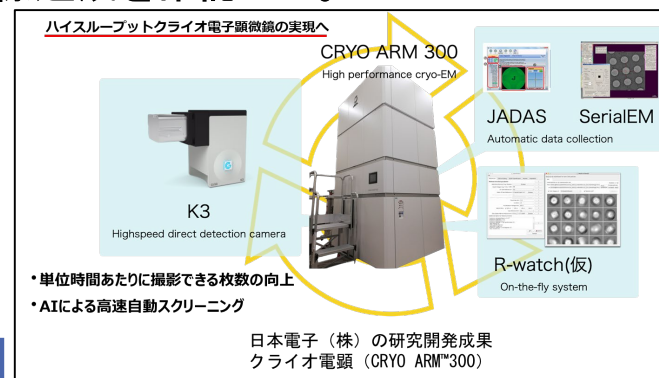 ハイスループットクライオ電子顕微鏡の実現へ
CRYO ARM 300
High performance cryo-EM
JADAS
SerialEM
Automatic data collection
K3
Highspeed direct detection camera
R-watch(仮)
On-the-fly system
・単位時間あたりに撮影できる枚数の向上
・AIによる高速自動スクリーニング
日本電子（株）の研究開発成果
クライオ電顕（CRYO ARM™300）